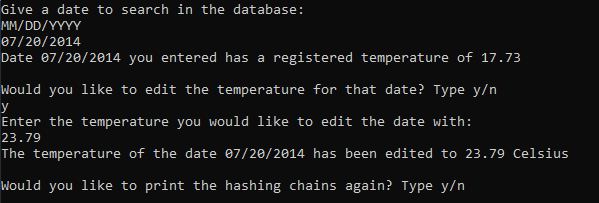 Give a date to search in the database:
MM/DD/YYYY
07/20/2014
Date 07/20/2014 you entered has a registered temperature of 17.73
Would you like to edit the temperature for that date? Type y/n
y
Enter the temperature you would like to edit the date with:
23.79
The temperature of the date 07/20/2014 has been edited to 23.79 Celsius
Would you like to print the hashing chains again? Type y/n